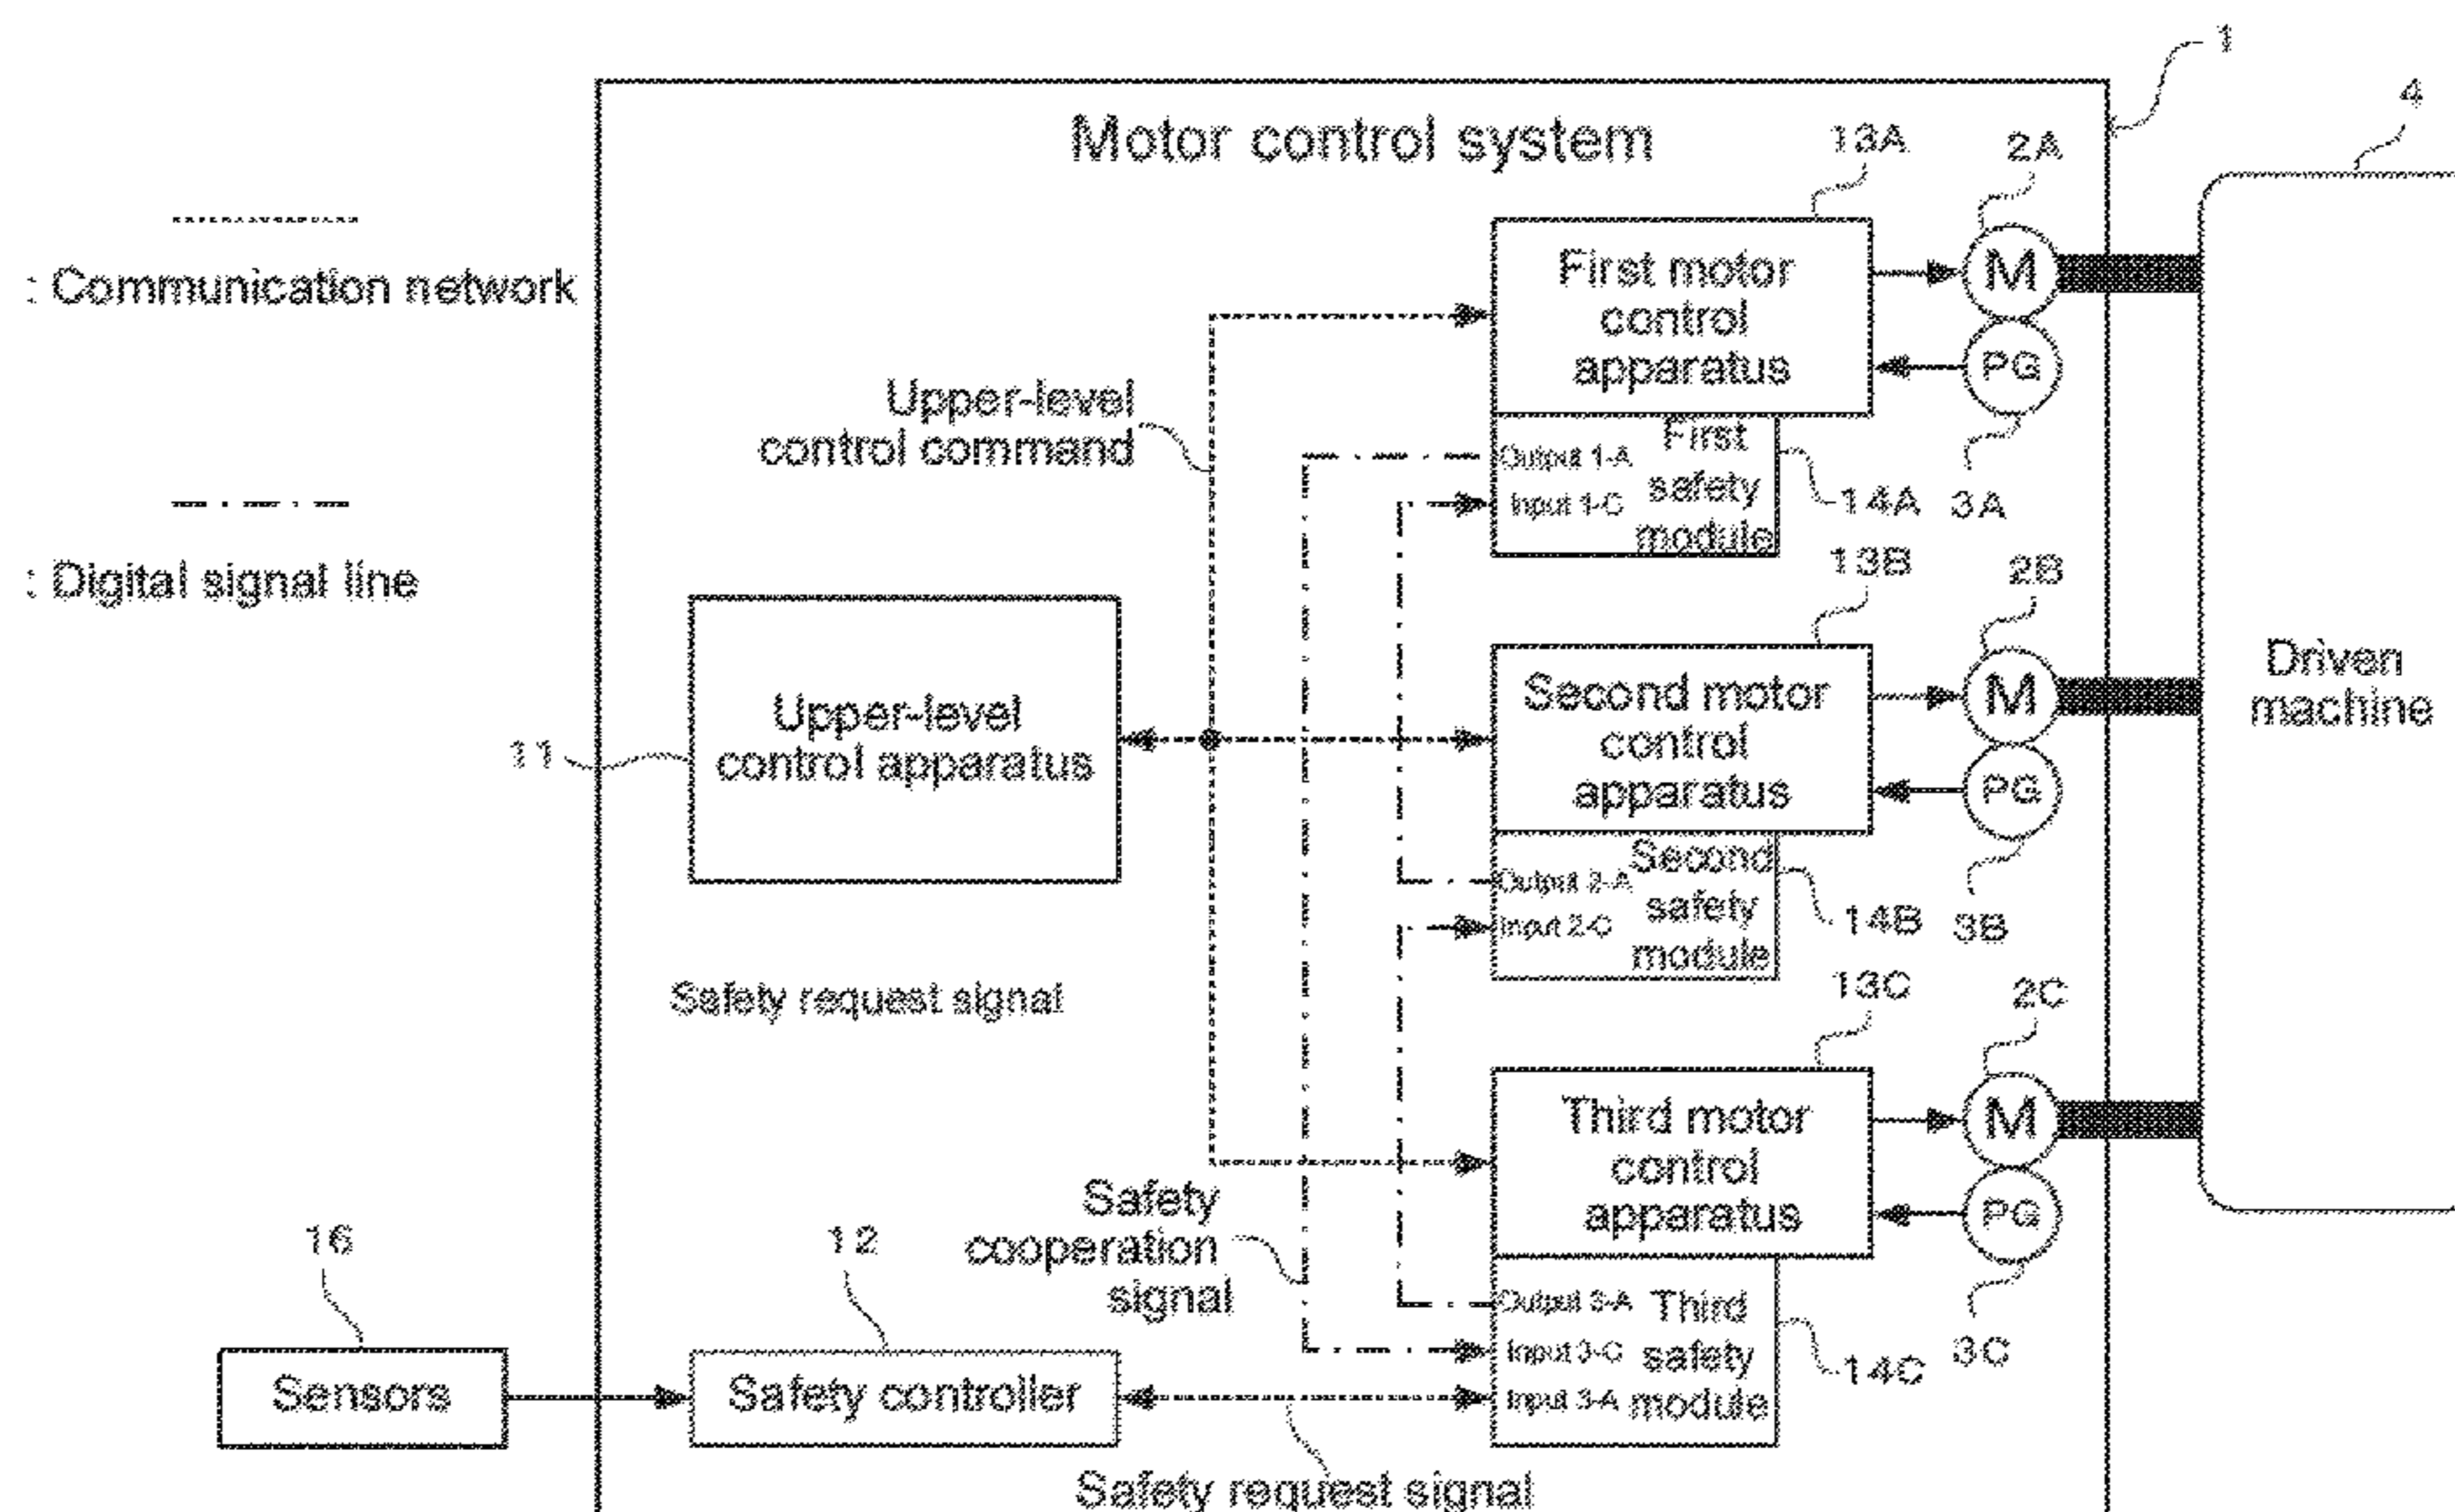 1
4
Motor control system
13A
2A
: Communication network
First motor
control
apparatus
M
PG
Upper-level
control command
Output 1-A
Input 1-C
First
safety
module
14A
3A
: Digital signal line
13B
2B
Upper-level
control apparatus
11
Second motor
control
apparatus
M
PG
Driven
machine
Output 2-A
Input 2-C
Second
safety
module
14B
3B
Safety request signal
13C
2C
Third motor
control
apparatus
M
PG
Safety
cooperation
signal
Output 3-A
Input 3-C
Input 3-A
Third
safety
module
14C
3C
16
12
Sensors
Safety controller
Safety request signal